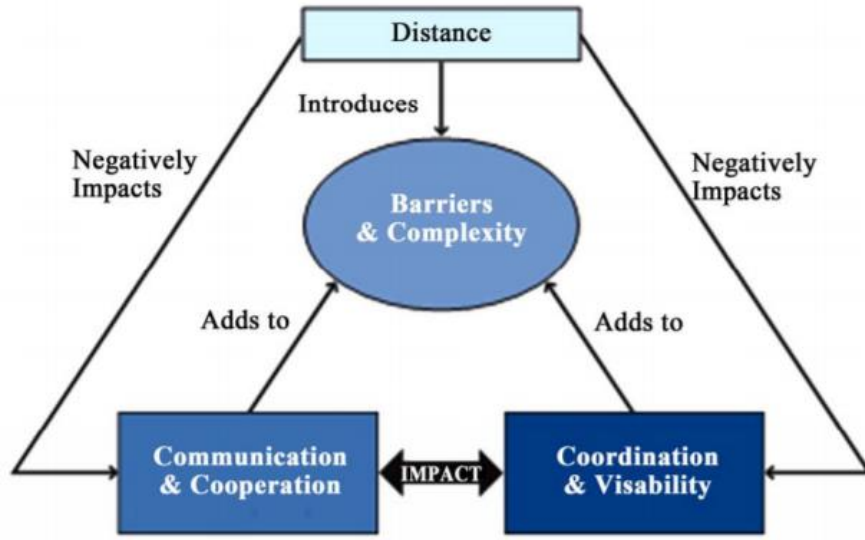 Distance
Introduces
Negatively
Impacts
Negatively
Impacts
Barriers
& Complexity
Adds to
Adds to
Communication
& Cooperation
IMPACT
Coordination
& Visability